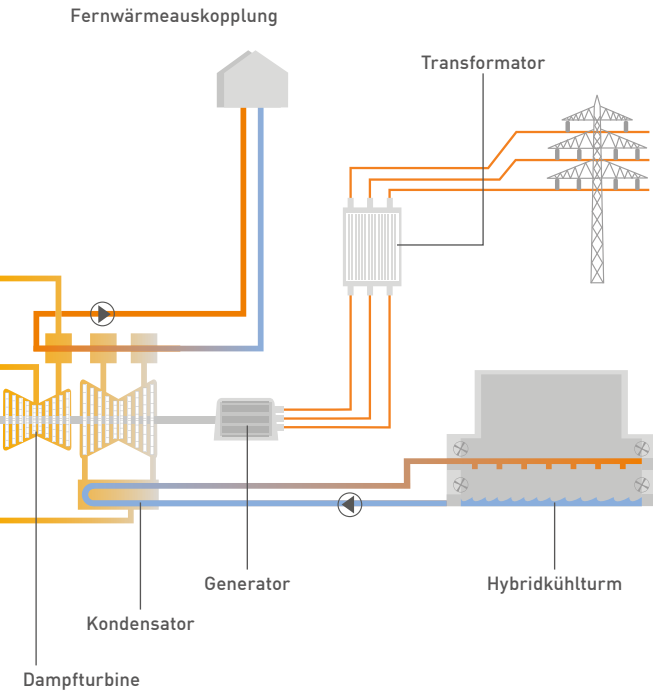 Fernwärmeauskopplung
Transformator
Generator
Hybridkühlturm
Kondensator
Dampfturbine